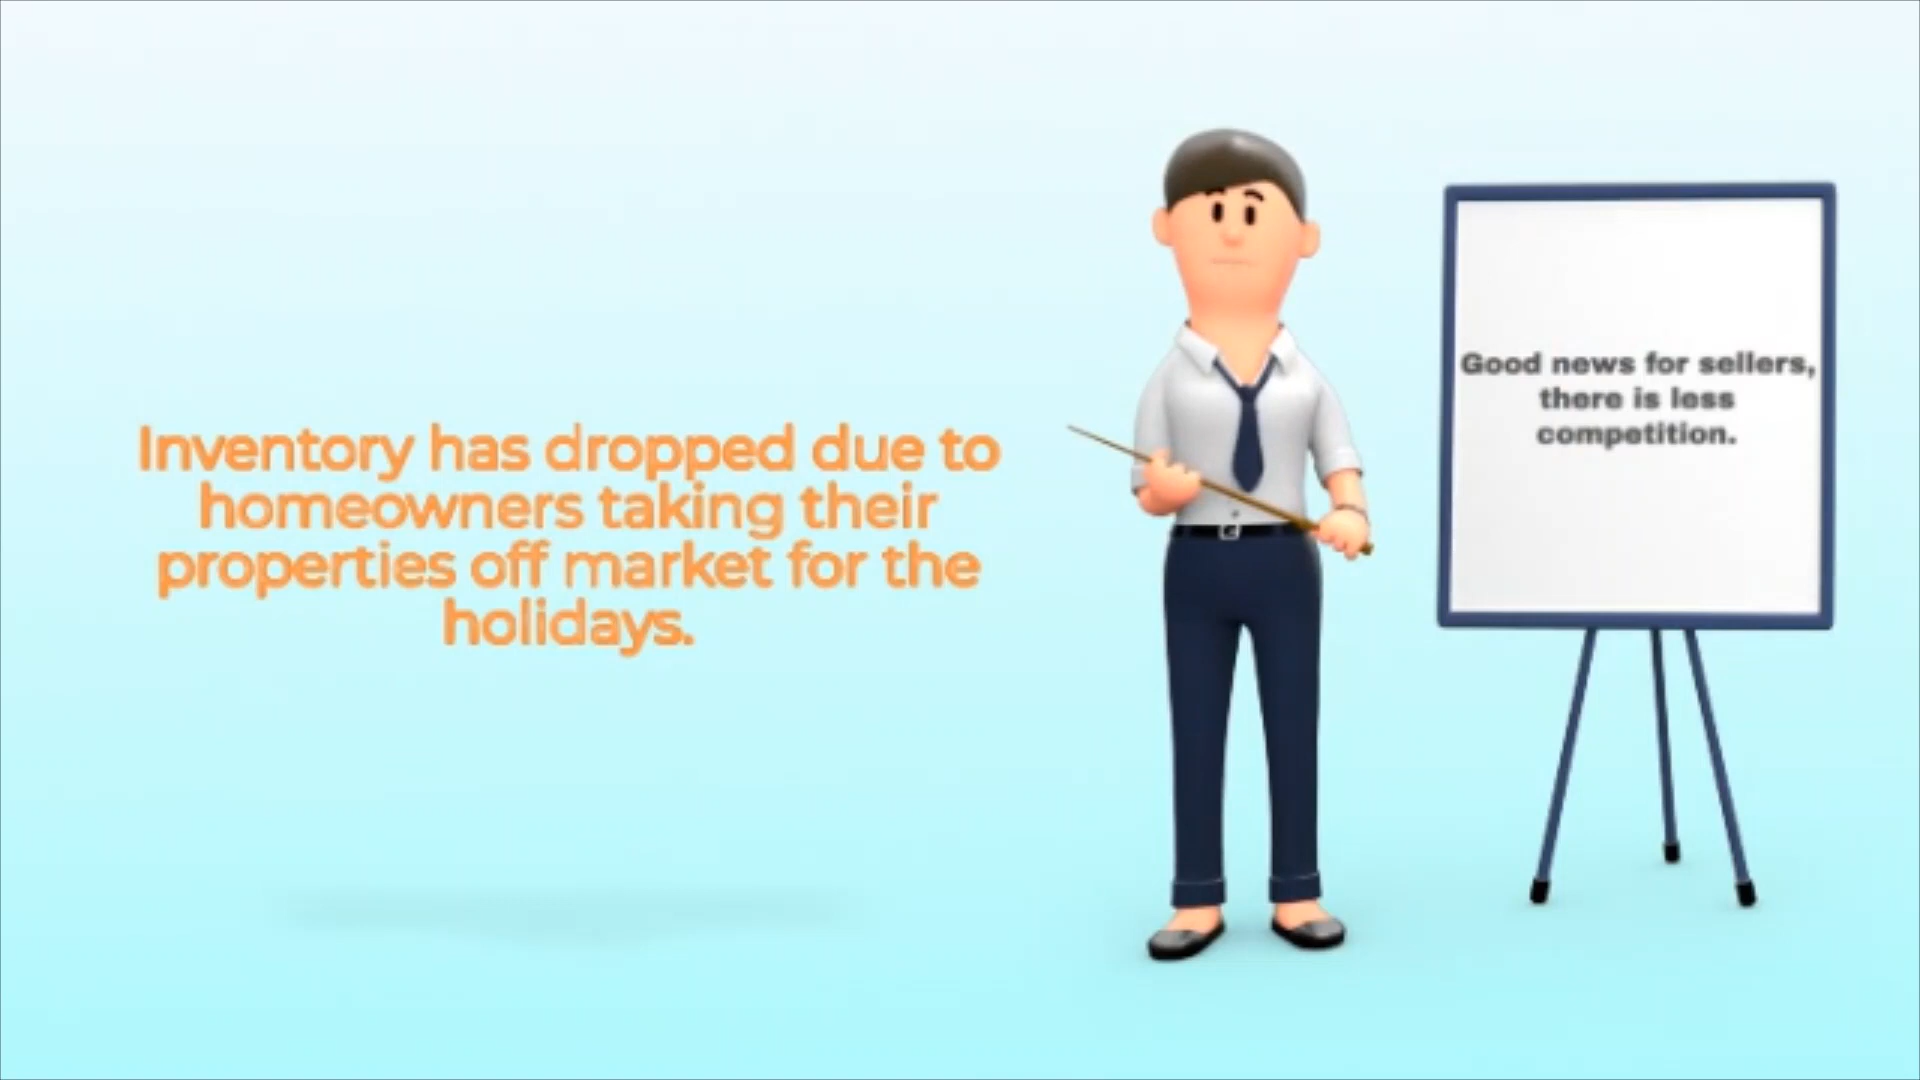 Inventory has dropped due to
homeowners taking their
properties off market for the
holidays.
Good news for sellers,
there is less
competition.